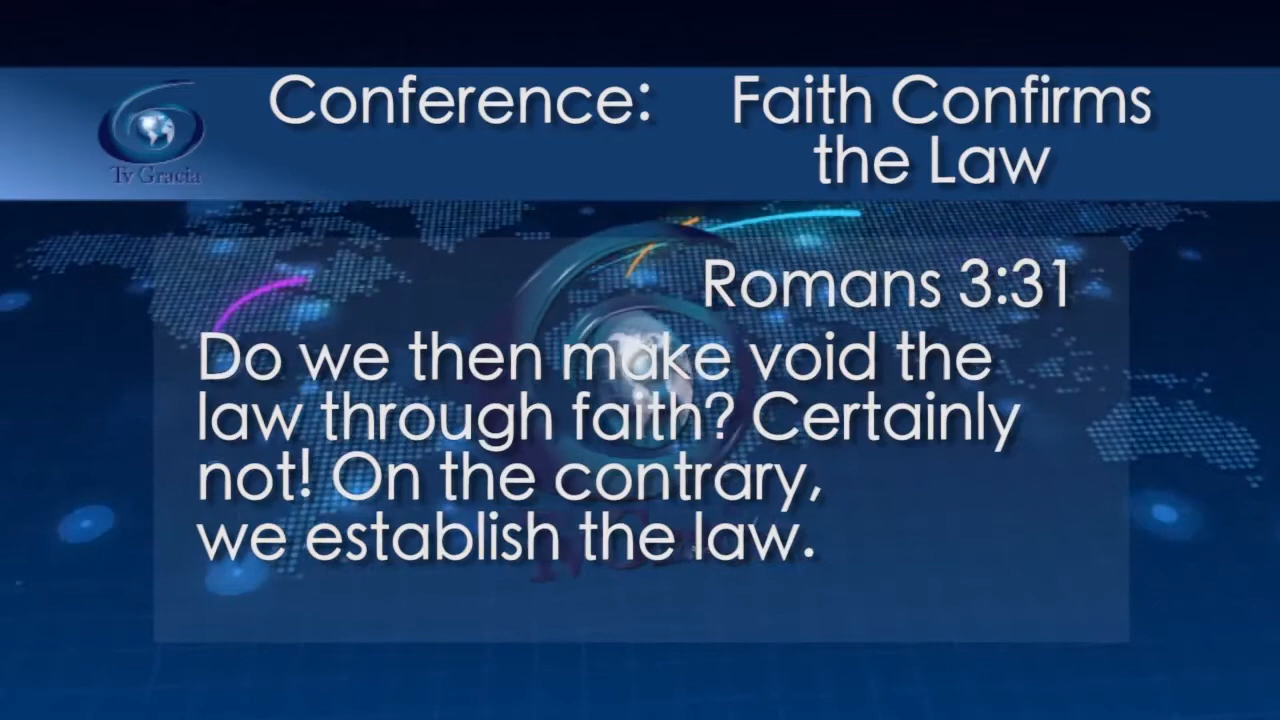 Conference: Faith Confirms
the Law
Tv Gracia
Romans 3:31
Do we then make void the
law through faith? Certainly
not! On the contrary,
we establish the law.